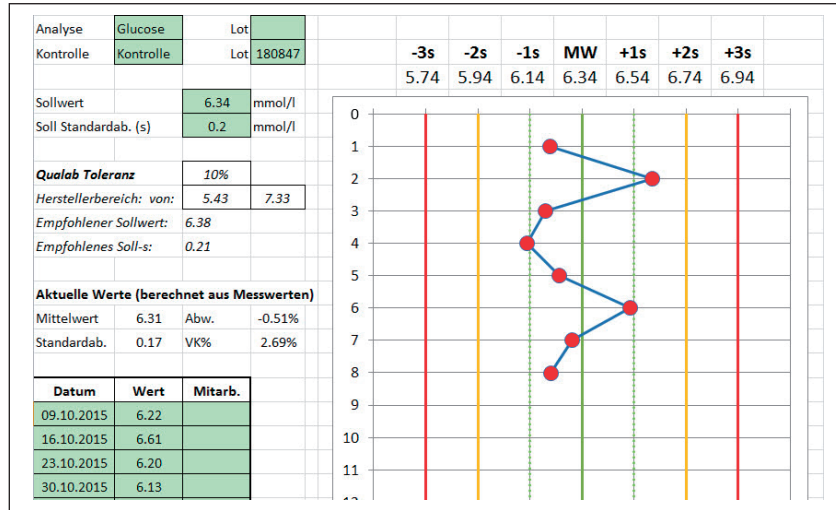 Analyse Glucose Lot
Kontrolle Kontrolle Lot 180847
-3s -2s -1s MW +1s +2s +3s
5.74 5.94 6.14 6.34 6.54 6.74 6.94
Sollwert 6.34 mmol/l
Soll Standardab. (s) 0.2 mmol/l
Qualab Toleranz 10%
Herstellerbereich: von: 5.43 7.33
Empfohlener Sollwert: 6.38
Empfohlenes Soll-s: 0.21
Aktuelle Werte (berechnet aus Messwerten)
Mittelwert 6.31 Abw. -0.51%
Standardab. 0.17 VK% 2.69%
Datum Wert Mitarb.
09.10.2015 6.22
16.10.2015 6.61
23.10.2015 6.20
30.10.2015 6.13
0
1
2
3
4
5
6
7
8
9
10
11